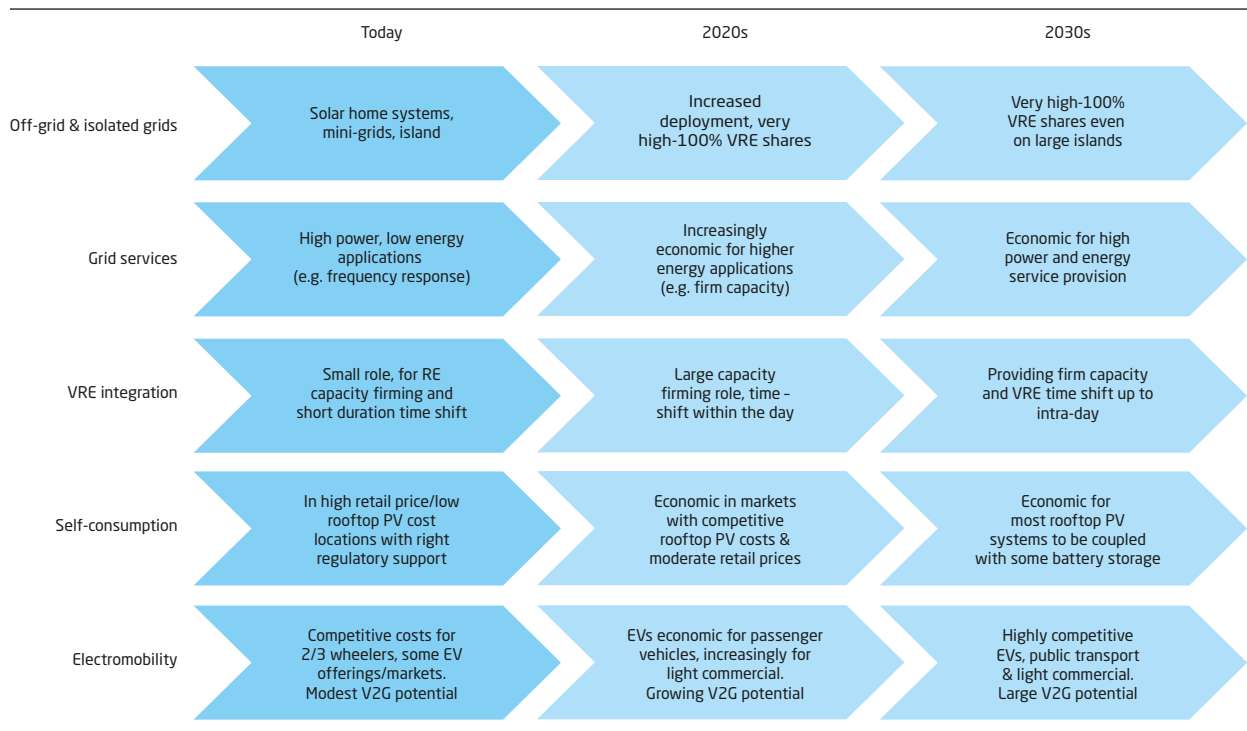 Today
2020s
2030s
Off-grid & isolated grids
Solar home systems,
mini-grids, island
Increased
deployment, very
high-100% VRE shares
Very high-100%
VRE shares even
on large islands
Grid services
High power, low energy
applications
(e.g. frequency response)
Increasingly
economic for higher
energy applications
(e.g. firm capacity)
Economic for high
power and energy
service provision
VRE integration
Small role, for RE
capacity firming and
short duration time shift
Large capacity
firming role, time –
shift within the day
Providing firm capacity
and VRE time shift up to
intra-day
Self-consumption
In high retail price/low
rooftop PV cost
locations with right
regulatory support
Economic in markets
with competitive
rooftop PV costs &
moderate retail prices
Economic for
most rooftop PV
systems to be coupled
with some battery storage
Electromobility
Competitive costs for
2/3 wheelers, some EV
offerings/markets.
Modest V2G potential
EVs economic for passenger
vehicles, increasingly for
light commercial.
Growing V2G potential
Highly competitive
EVs, public transport
& light commercial.
Large V2G potential